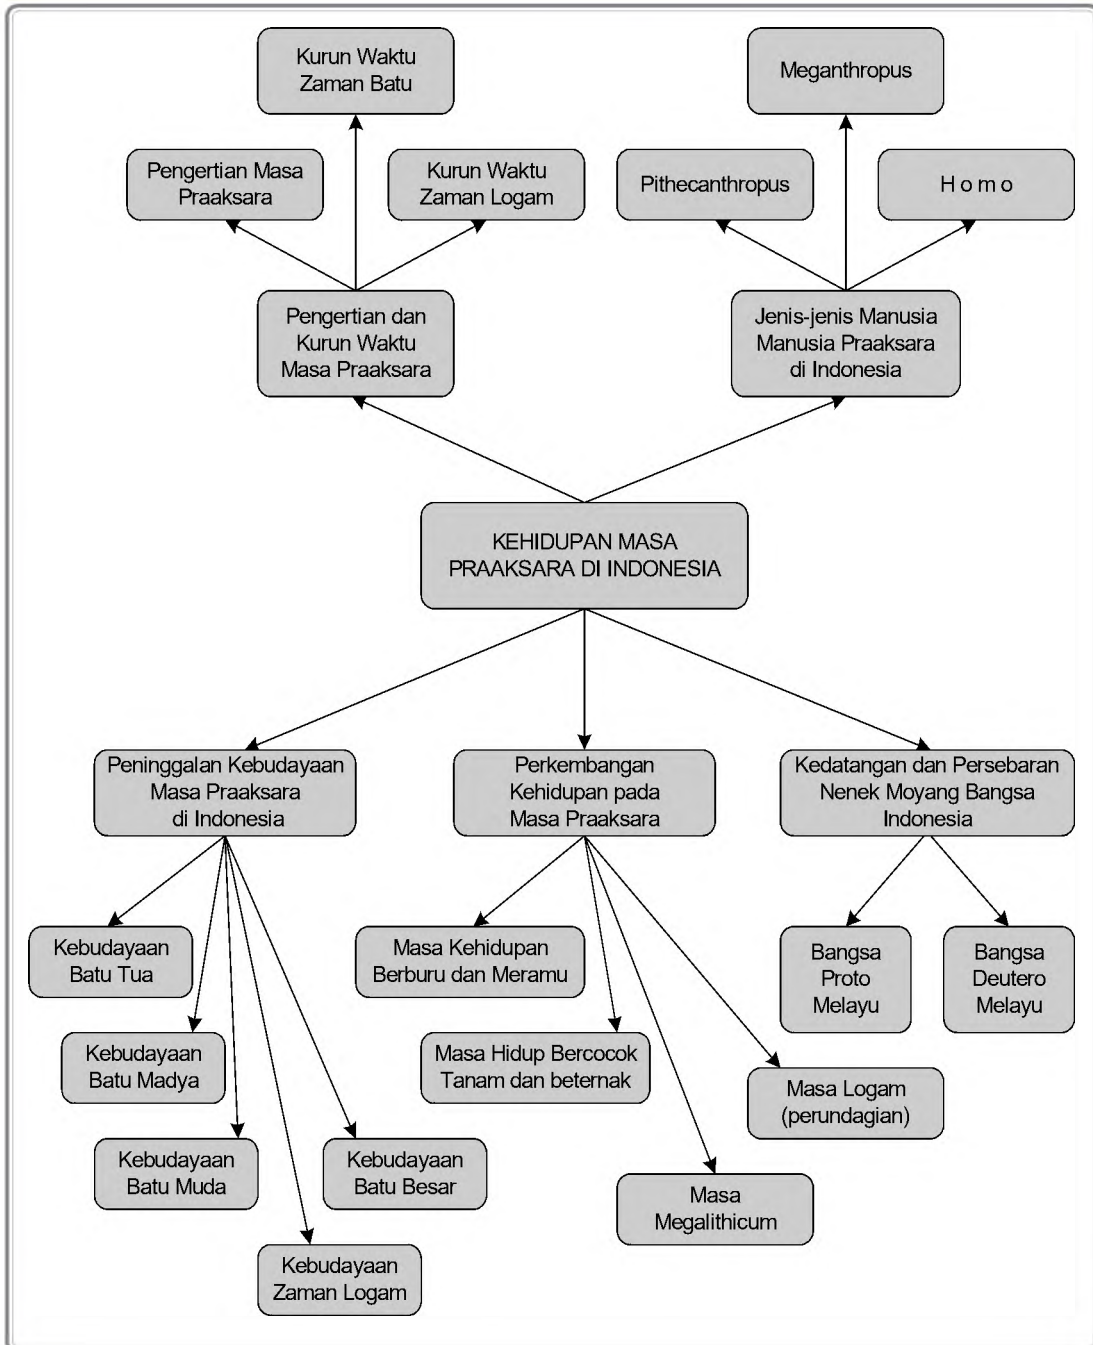 Kurun Waktu
Zaman Batu
Meganthropus
Pengertian Masa
Praaksara
Kurun Waktu
Zaman Logam
Pithecanthropus
H o m o
Pengertian dan
Kurun Waktu
Masa Praaksara
Jenis-jenis Manusia
Manusia Praaksara
di Indonesia
KEHIDUPAN MASA
PRAAKSARA DI INDONESIA
Peninggalan Kebudayaan
Masa Praaksara
di Indonesia
Perkembangan
Kehidupan pada
Masa Praaksara
Kedatangan dan Persebaran
Nenek Moyang Bangsa
Indonesia
Kebudayaan
Batu Tua
Masa Kehidupan
Berburu dan Meramu
Bangsa
Proto
Melayu
Bangsa
Deutero
Melayu
Kebudayaan
Batu Madya
Masa Hidup Bercocok
Tanam dan beternak
Masa Logam
(perundagian)
Kebudayaan
Batu Muda
Kebudayaan
Batu Besar
Masa
Megalithicum
Kebudayaan
Zaman Logam